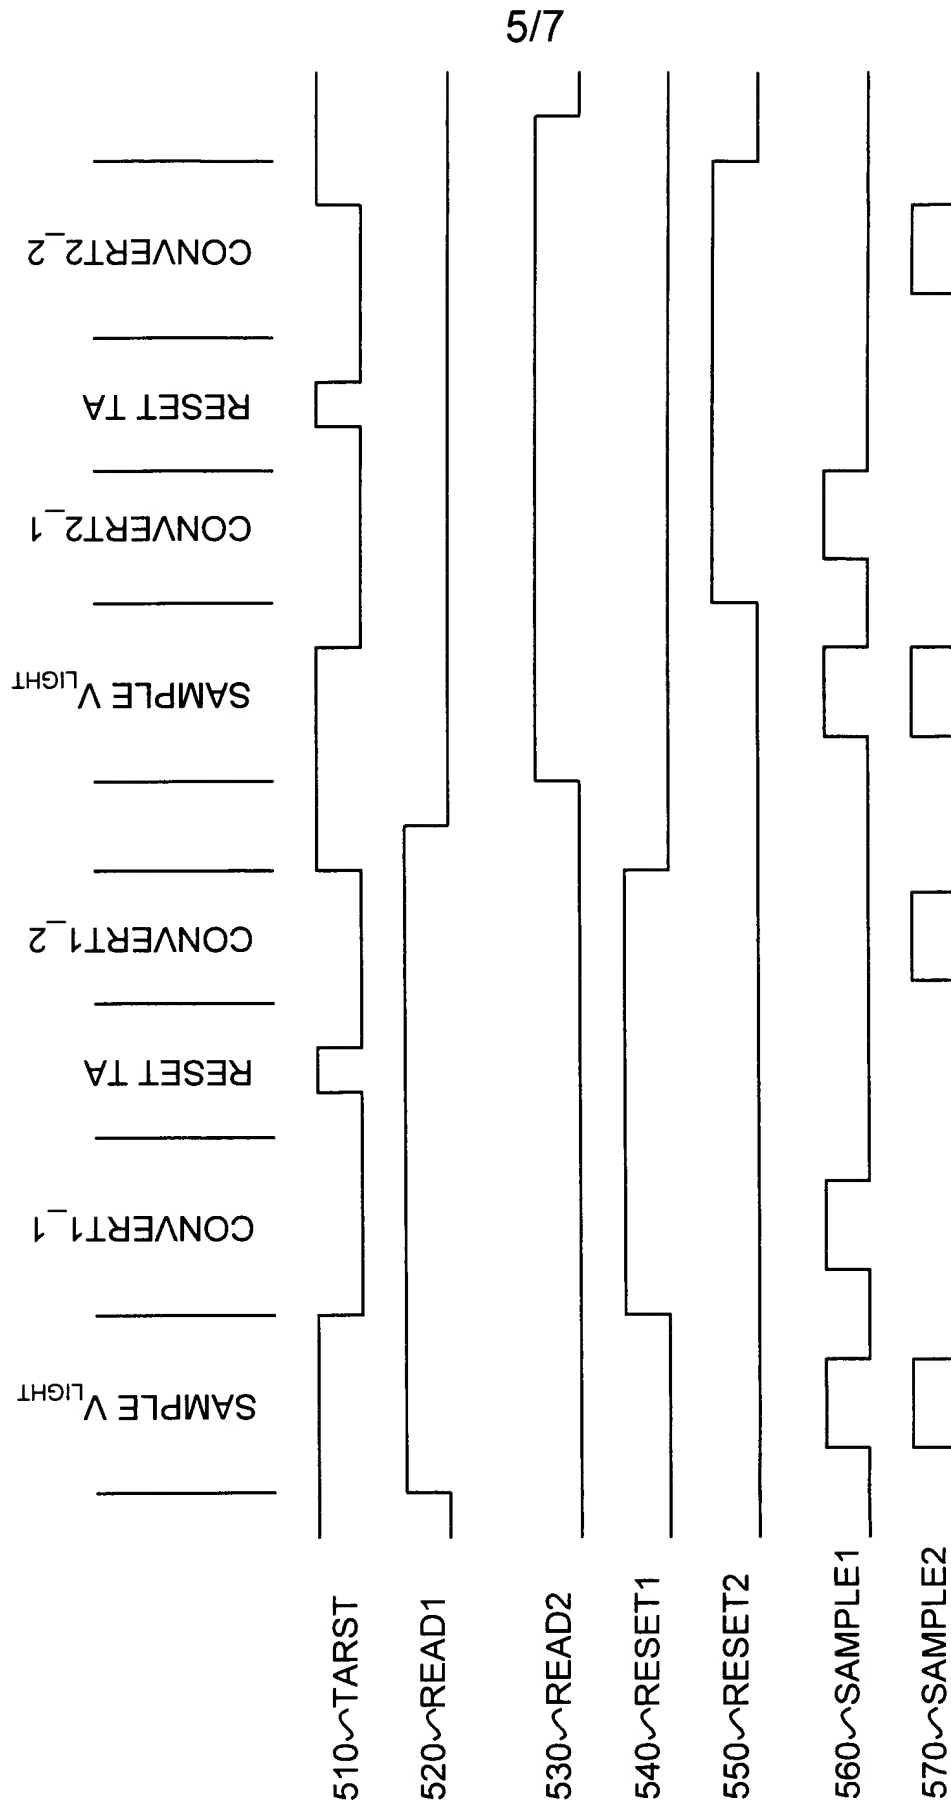 5/7
SAMPLE VLIGHT
CONVERT1_1
RESET TA
CONVERT1_2
SAMPLE VLIGHT
CONVERT2_1
RESET TA
CONVERT2_2
510~TARST
520~READ1
530~READ2
540~RESET1
550~RESET2
560~SAMPLE1
570~SAMPLE2